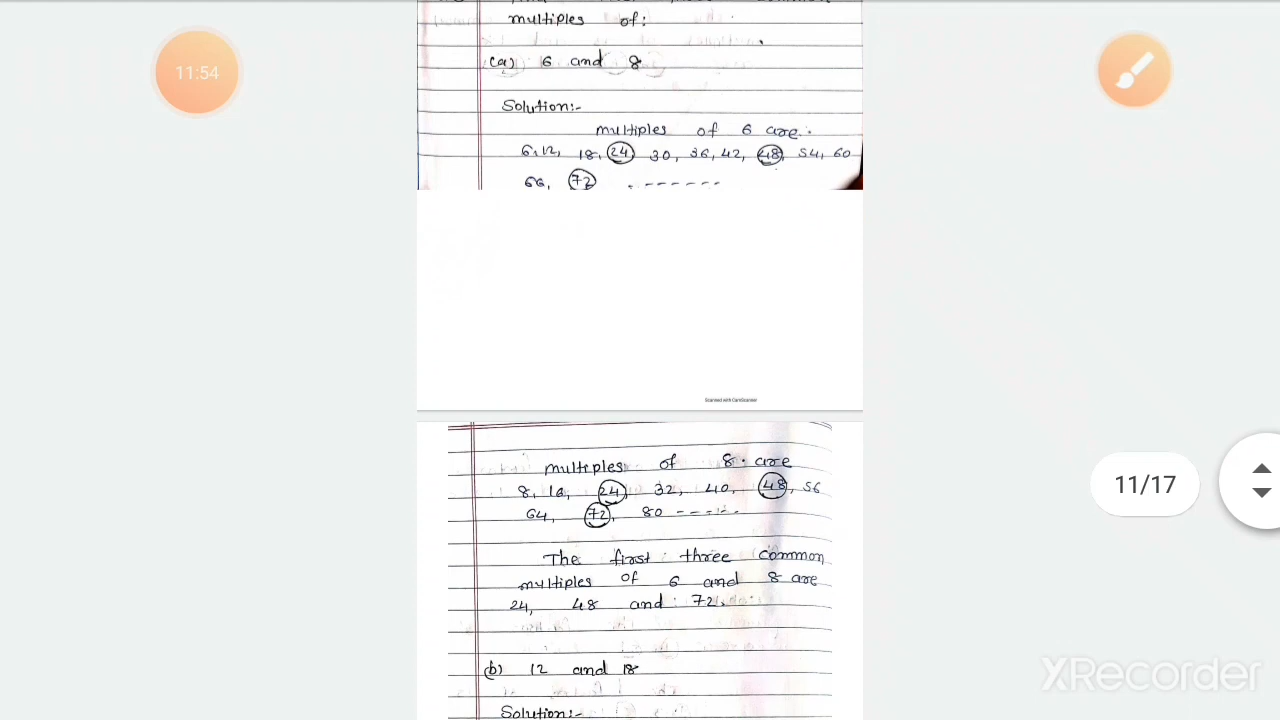 11:54
multiples of:
(a) 6 and 8
Solution:-
multiples of 6 are:
6,12, 18, 24 30, 36, 42, 48, 54, 60
66, 72 . - - - - - - -
Scanned with CamScanner
multiples of 8 are
8, 16, 24, 32, 40, 48, 56
64, 72, 80 - - - - - -
The first three common
multiples of 6 and 8 are
24, 48 and 72.
(b) 12 and 18
Solution:-
11/17
XRecorder